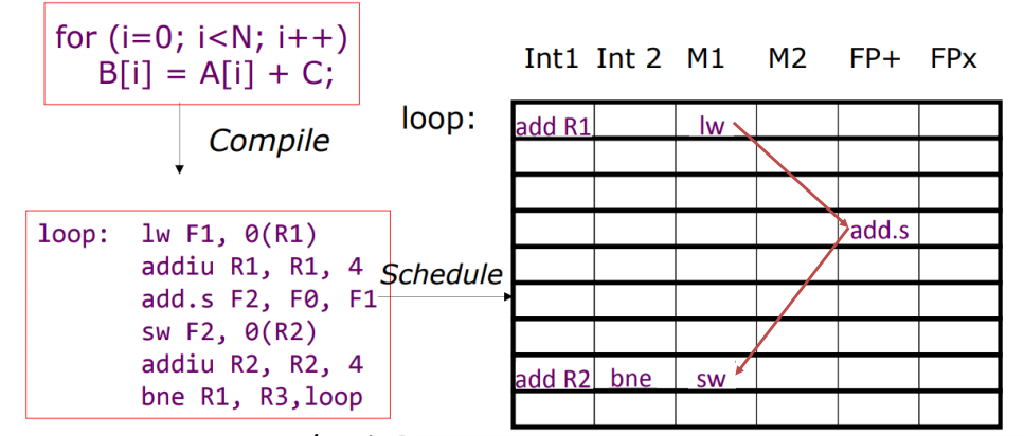 for (i=0; i<N; i++)
B[i] = A[i] + C;
Compile
loop: lw F1, 0(R1)
addiu R1, R1, 4
add.s F2, F0, F1
sw F2, 0(R2)
addiu R2, R2, 4
bne R1, R3,loop
Schedule
Int1 Int 2 M1 M2 FP+ FPx
loop:
add R1 lw
add.s
add R2 bne sw